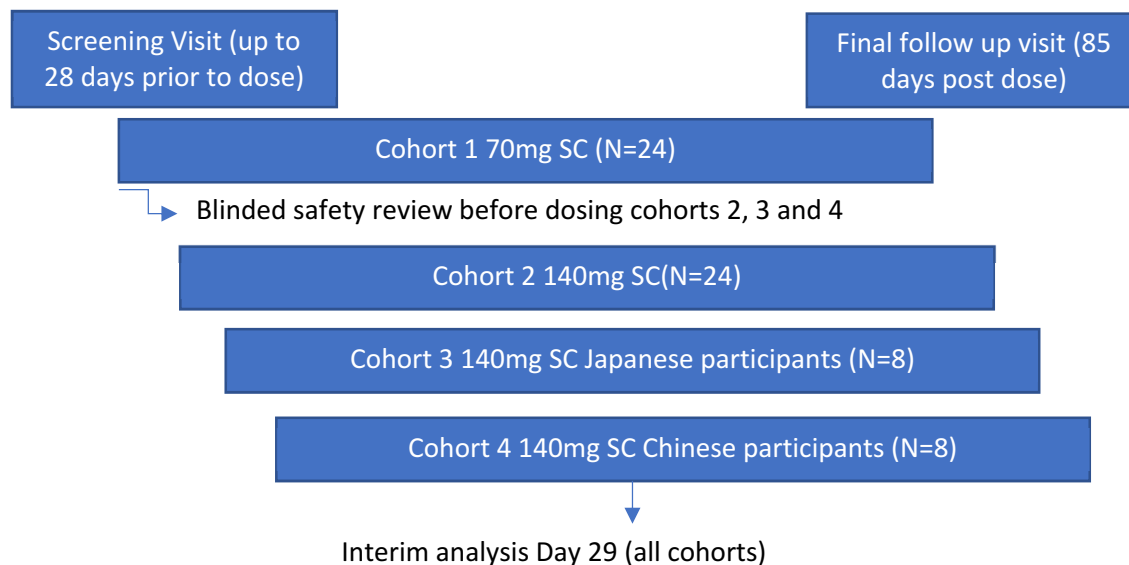 Screening Visit (up to
28 days prior to dose)
Final follow up visit (85
days post dose)
Cohort 1 70mg SC (N=24)
Blinded safety review before dosing cohorts 2, 3 and 4
Cohort 2 140mg SC(N=24)
Cohort 3 140mg SC Japanese participants (N=8)
Cohort 4 140mg SC Chinese participants (N=8)
Interim analysis Day 29 (all cohorts)